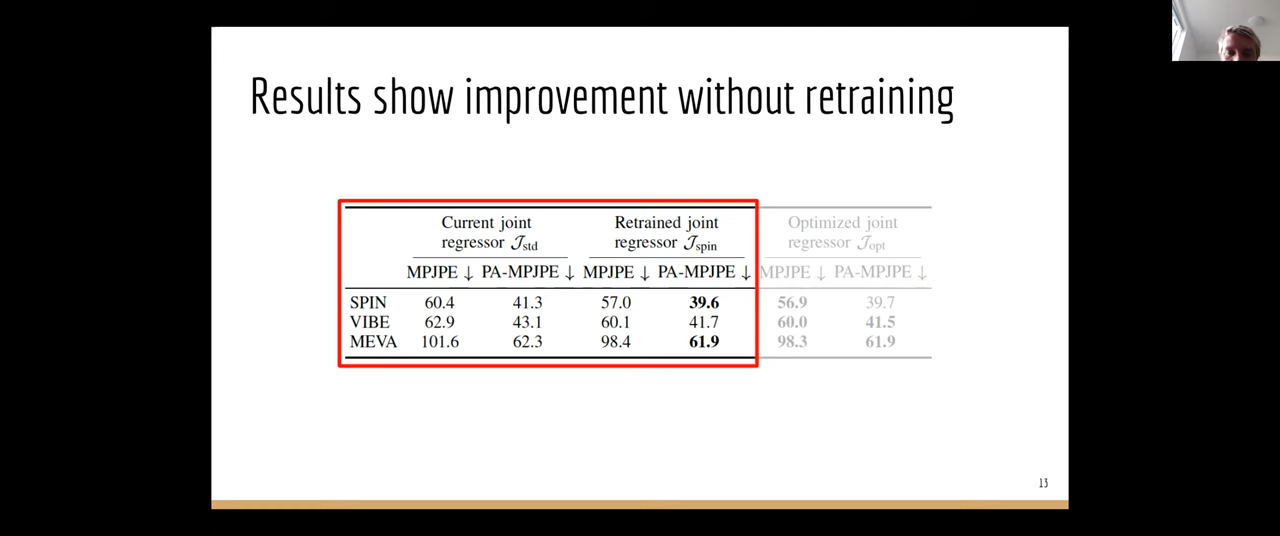 Results show improvement without retraining
Current joint regressor 𝒥std
Retrained joint regressor 𝒥spin
Optimized joint regressor 𝒥opt
MPJPE ↓ PA-MPJPE ↓ MPJPE ↓ PA-MPJPE ↓ MPJPE ↓ PA-MPJPE ↓
SPIN 60.4 41.3 57.0 39.6 56.9 39.7
VIBE 62.9 43.1 60.1 41.7 60.0 41.5
MEVA 101.6 62.3 98.4 61.9 98.3 61.9
13